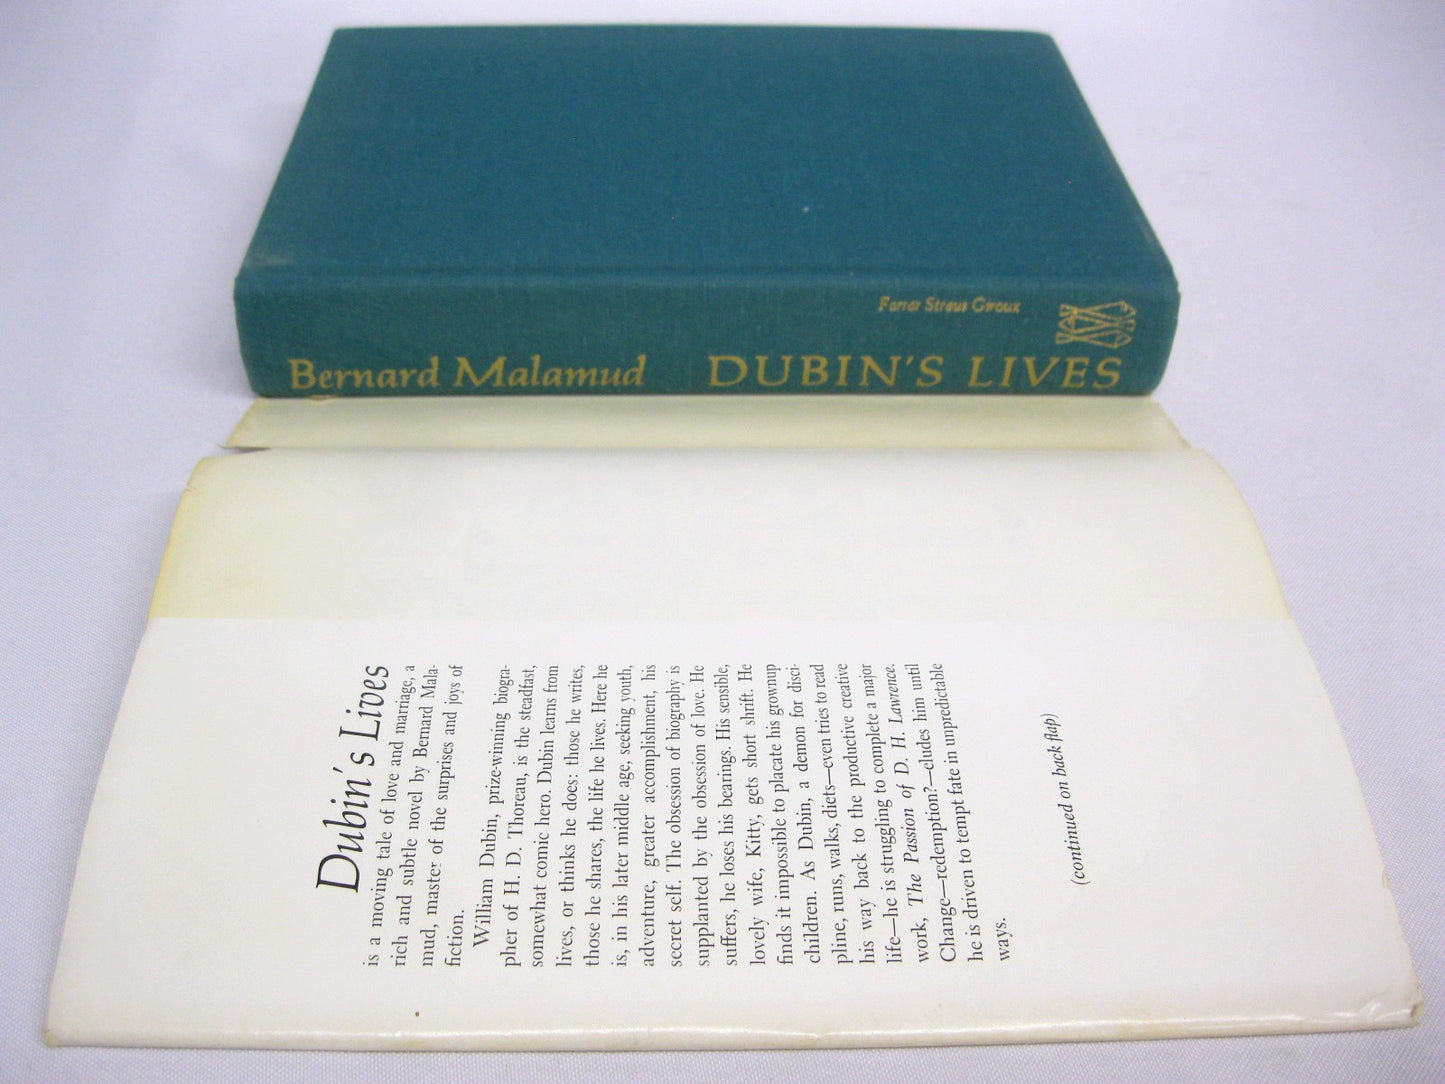 Farrar Straus Giroux
Bernard Malamud DUBIN'S LIVES
Dubin's Lives
is a moving tale of love and marriage, a
rich and subtle novel by Bernard Mala-
mud, master of the surprises and joys of
fiction.
William Dubin, prize-winning biogra-
pher of H. D. Thoreau, is the steadfast,
somewhat comic hero. Dubin learns from
lives, or thinks he does: those he writes,
those he shares, the life he lives. Here he
is, in his later middle age, seeking youth,
adventure, greater accomplishment, his
secret self. The obsession of biography is
supplanted by the obsession of love. He
suffers, he loses his bearings. His sensible,
lovely wife, Kitty, gets short shrift. He
finds it impossible to placate his grownup
children. As Dubin, a demon for disci-
pline, runs, walks, diets—even tries to read
his way back to the productive creative
life—he is struggling to complete a major
work, The Passion of D. H. Lawrence.
Change—redemption?—eludes him until
he is driven to tempt fate in unpredictable
ways.
(continued on back flap)